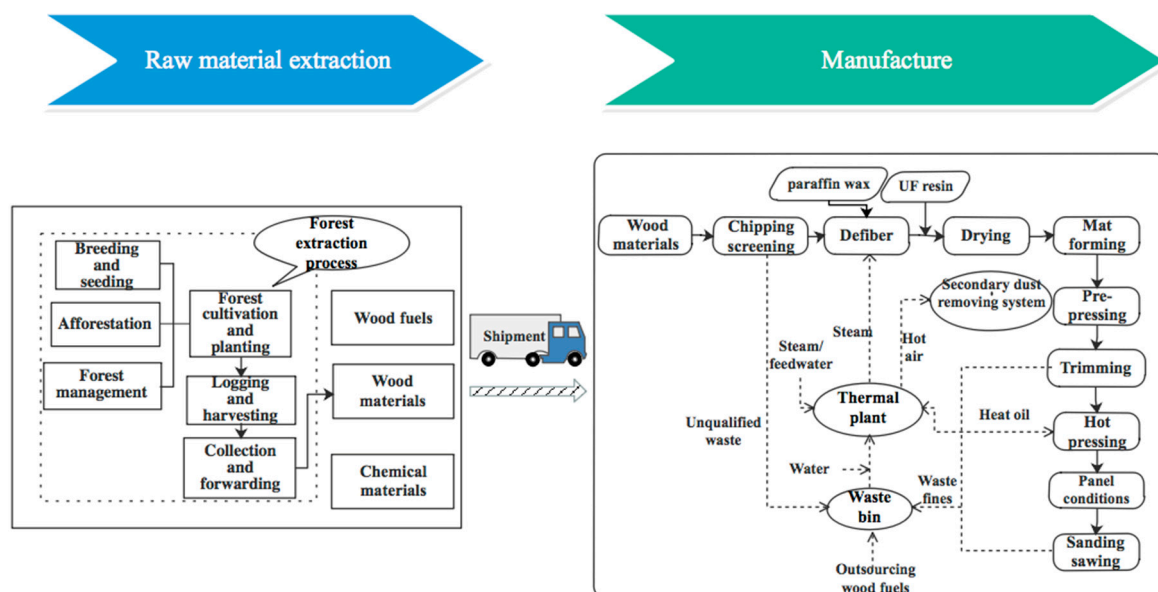 Raw material extraction
Manufacture
Forest
extraction
process
Breeding
and
seeding
Afforestation
Forest
management
Forest
cultivation
and
planting
Logging
and
harvesting
Collection
and
forwarding
Wood fuels
Wood
materials
Chemical
materials
Shipment
paraffin wax
UF resin
Wood
materials
Chipping
screening
Defiber
Drying
Mat
forming
Secondary dust
removing system
Pre-
pressing
Steam/
feedwater
Steam
Hot
air
Trimming
Thermal
plant
Unqualified
waste
Heat oil
Hot
pressing
Water
Waste
fines
Panel
conditions
Waste
bin
Sanding
sawing
Outsourcing
wood fuels